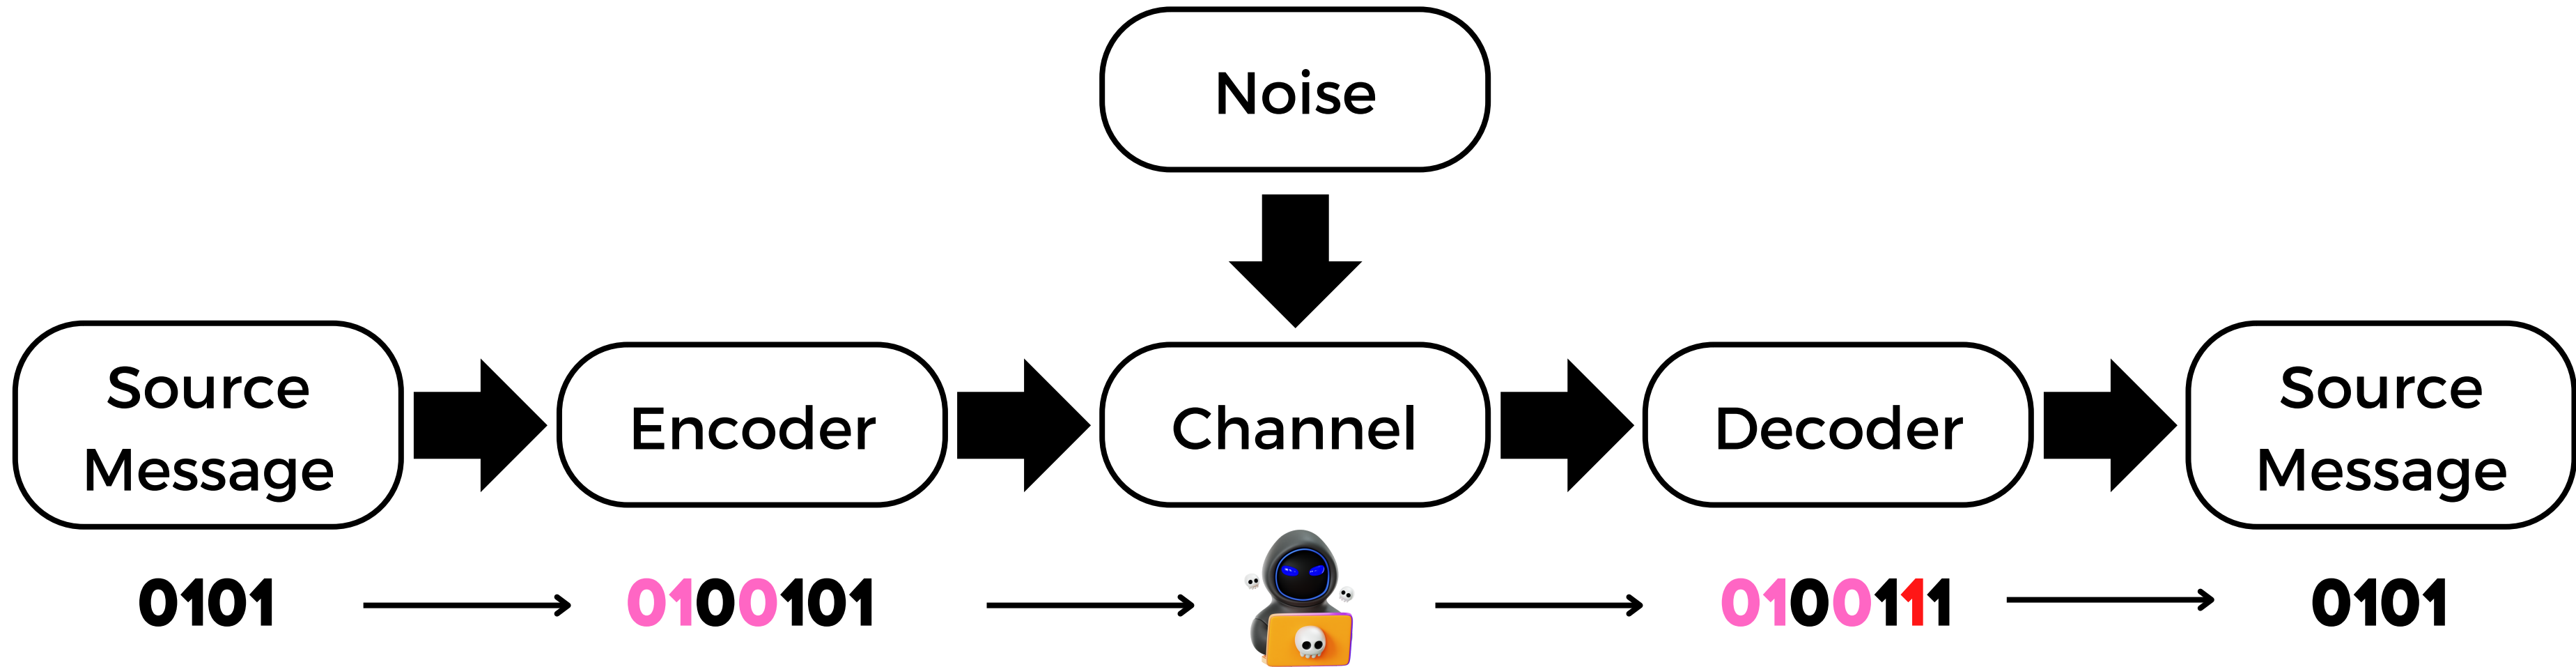 Noise
Source
Message
Encoder
Channel
Decoder
Source
Message
0101
0100101
0100111
0101